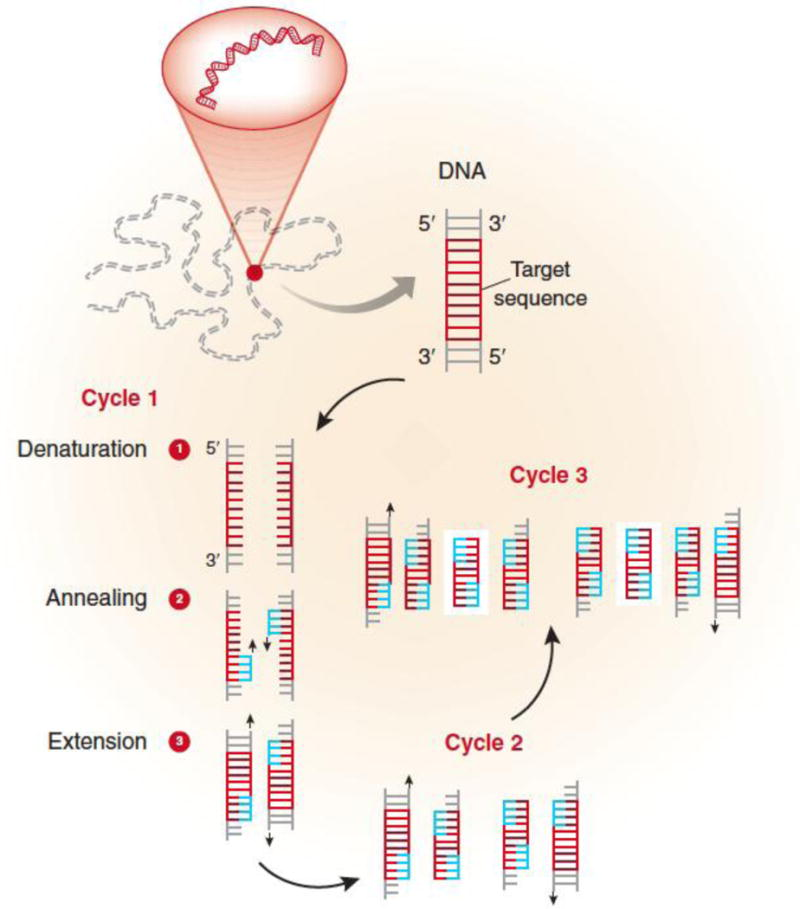 DNA
5′ 3′
Target
sequence
3′ 5′
Cycle 1
Denaturation 1 5′
3′
Annealing 2
Extension 3
Cycle 3
Cycle 2